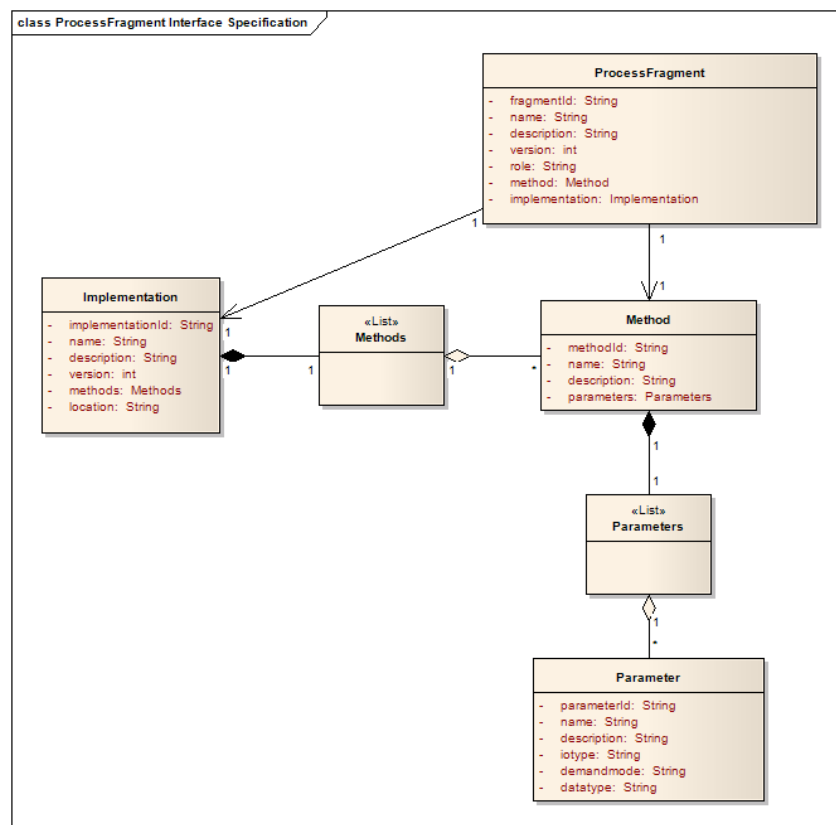 class ProcessFragment Interface Specification
ProcessFragment
- fragmentId: String
- name: String
- description: String
- version: int
- role: String
- method: Method
- implementation: Implementation
1
1
1
1
Implementation
- implementationId: String
- name: String
- description: String
- version: int
- methods: Methods
- location: String
1
1
«List»
Methods
1
*
Method
- methodId: String
- name: String
- description: String
- parameters: Parameters
1
1
«List»
Parameters
1
*
Parameter
- parameterId: String
- name: String
- description: String
- iotype: String
- demandmode: String
- datatype: String